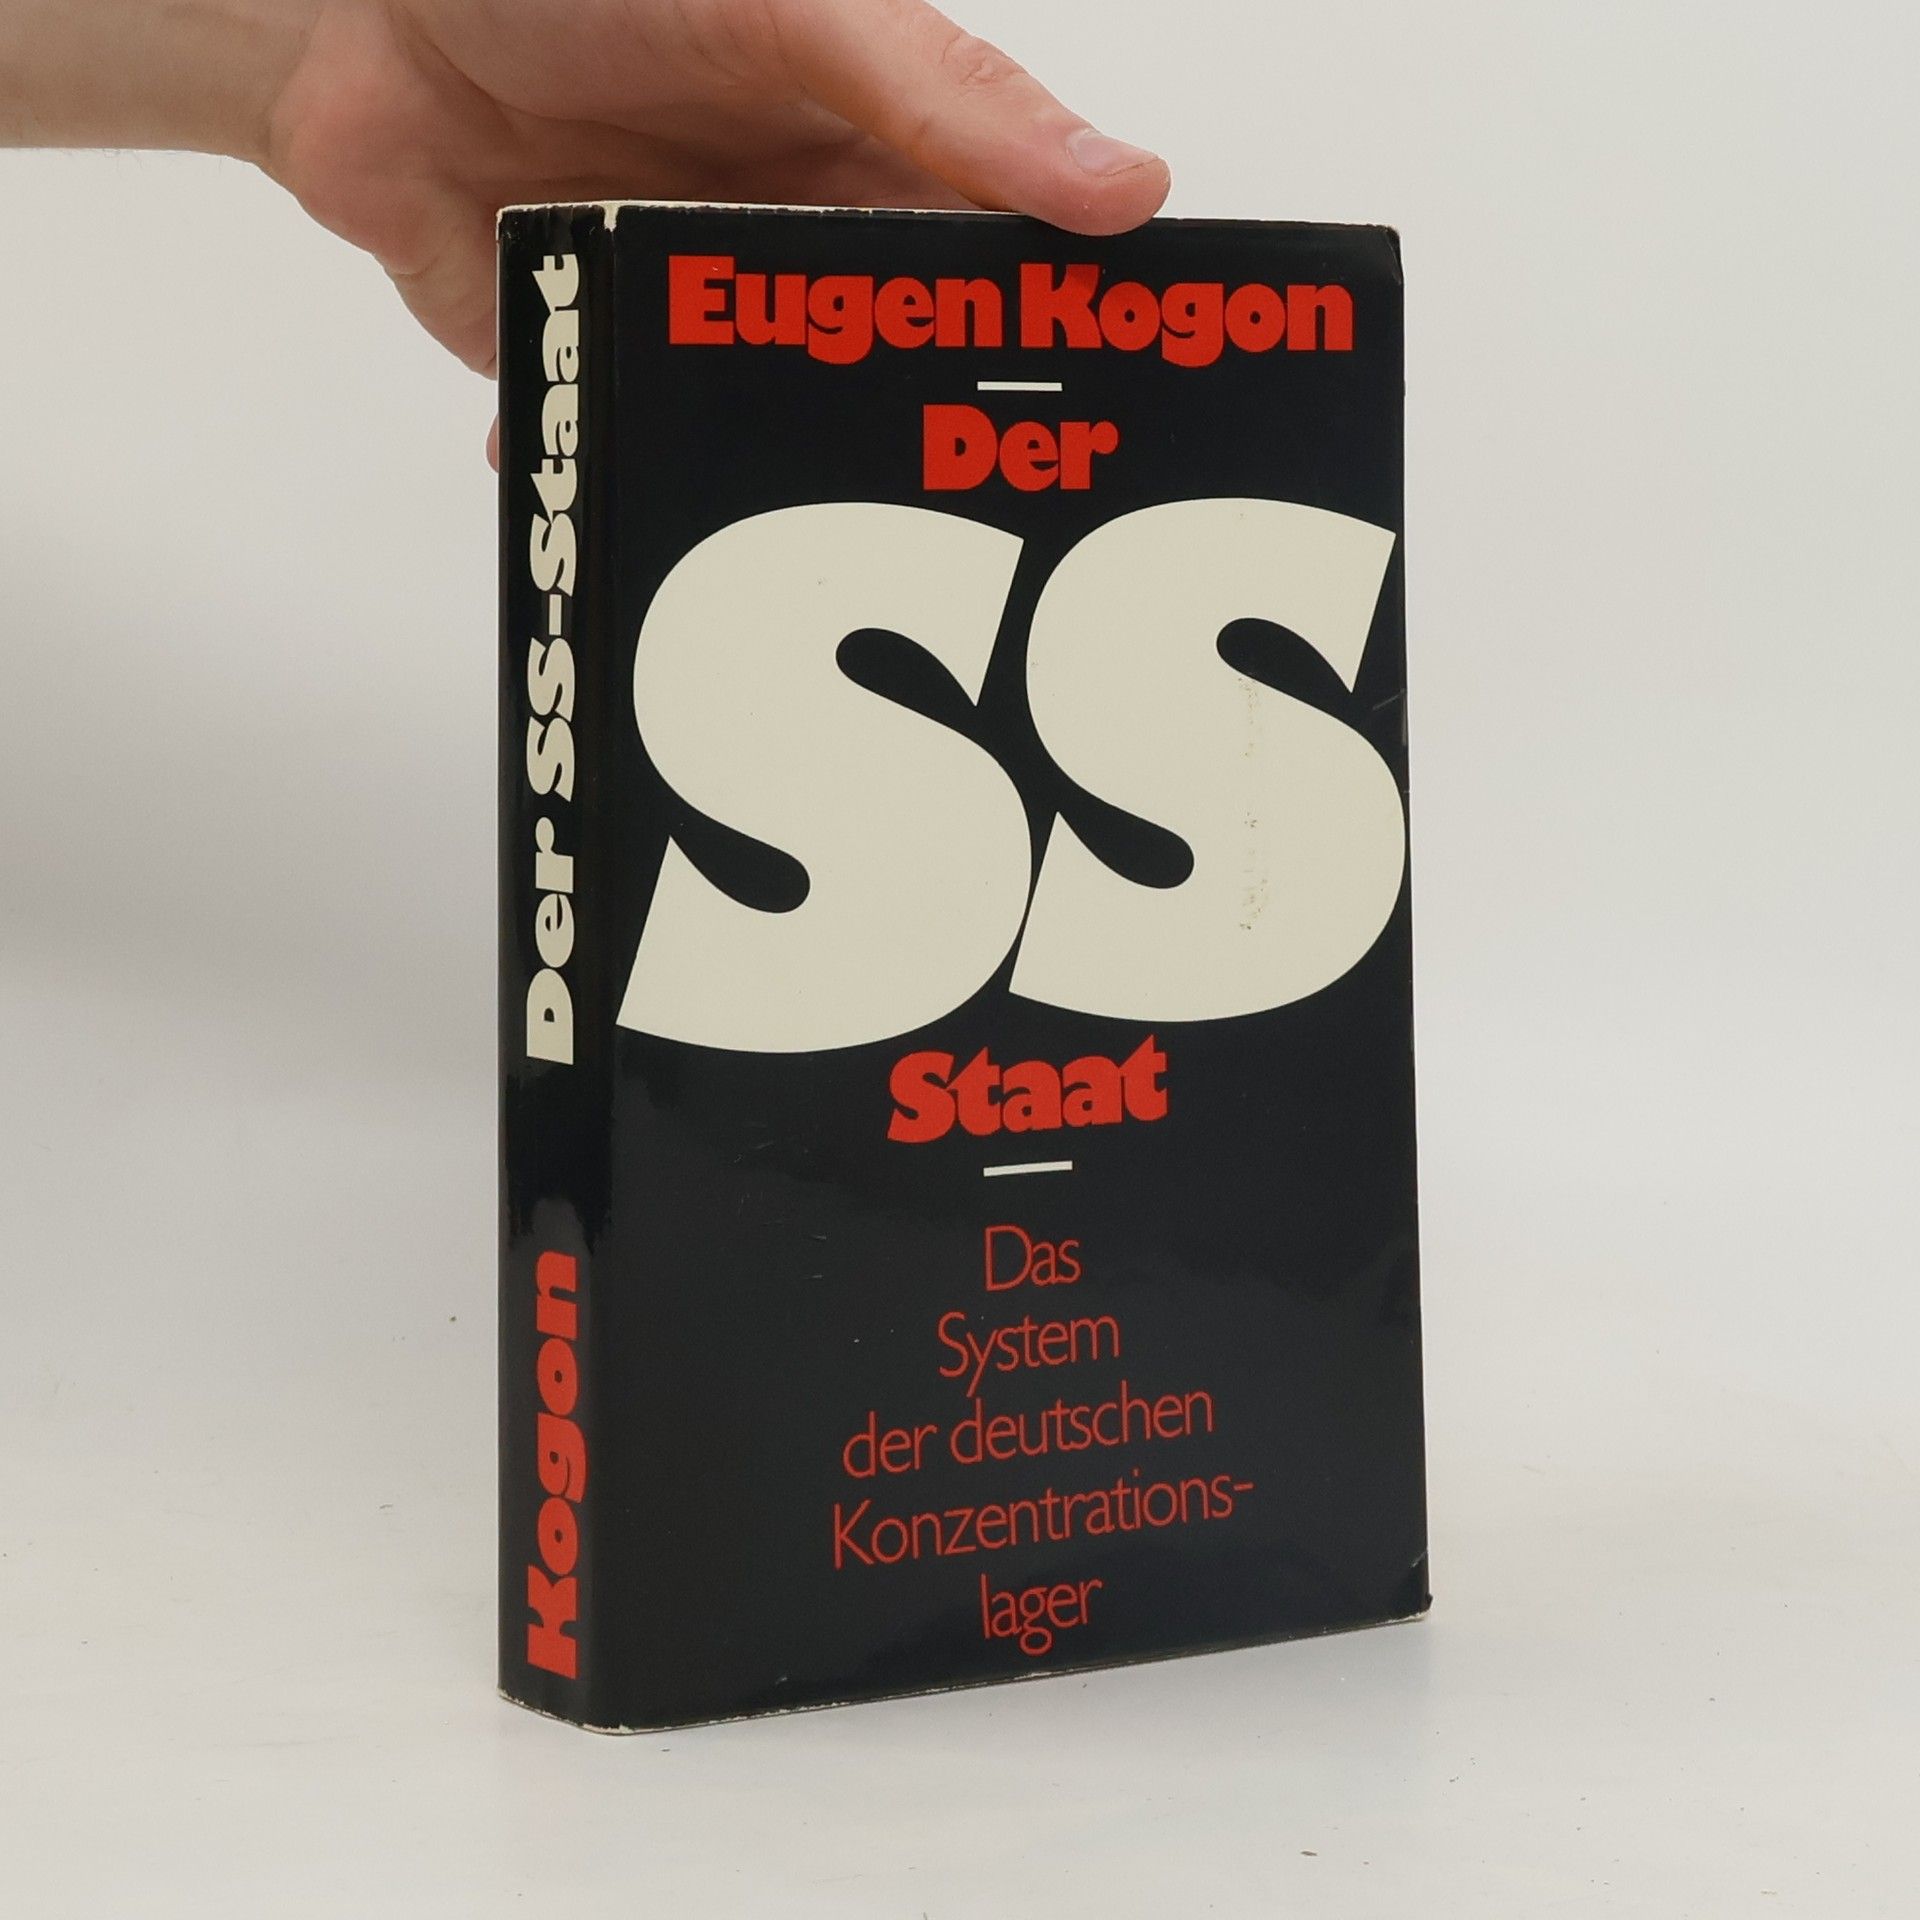 Eugen Kogon
Der
SS
Staat
Das
System
der deutschen
Konzentrations-
lager
Kogon Der SS-Staat